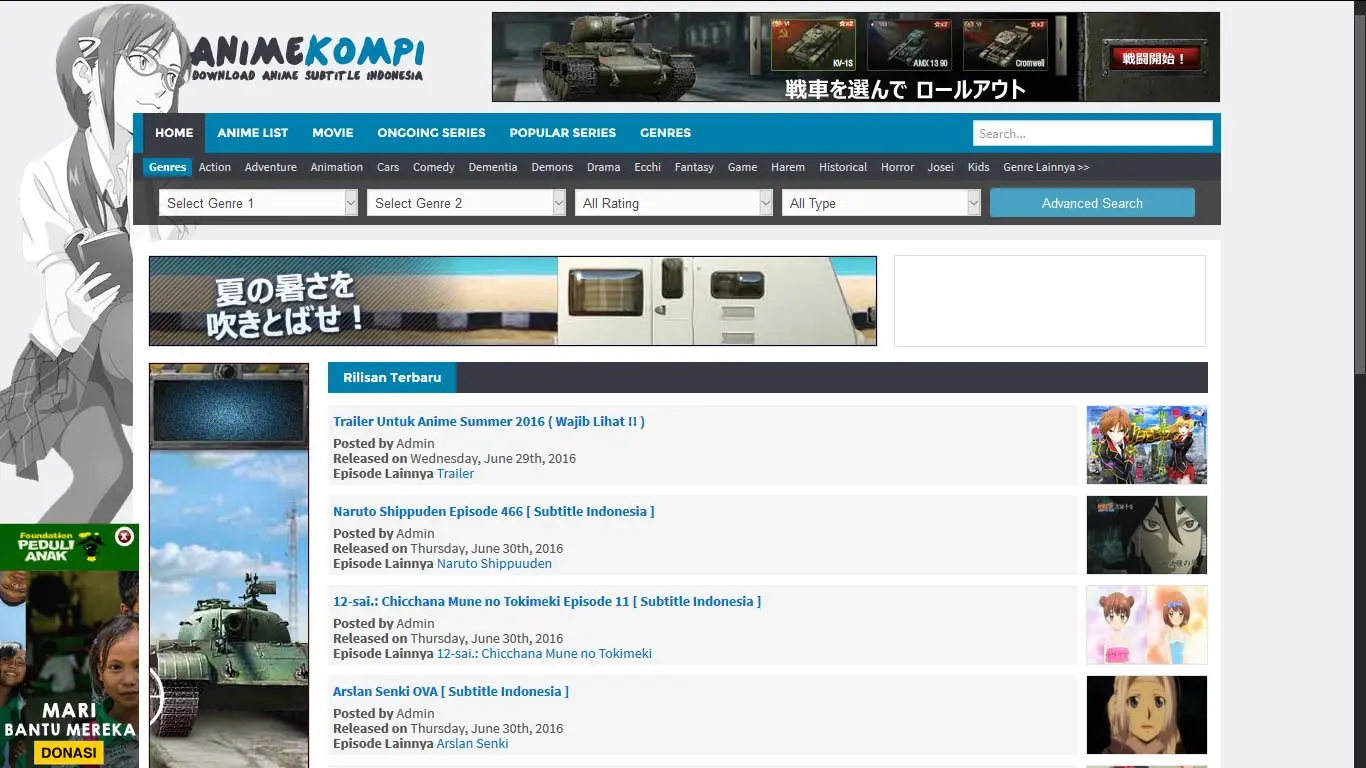 ANIMEKOMPI
DOWNLOAD ANIME SUBTITLE INDONESIA
KV-1S
AMX 13 90
Cromwell
戦闘開始！
戦車を選んで ロールアウト
HOME ANIME LIST MOVIE ONGOING SERIES POPULAR SERIES GENRES
Search...
Genres Action Adventure Animation Cars Comedy Dementia Demons Drama Ecchi Fantasy Game Harem Historical Horror Josei Kids Genre Lainnya >>
Select Genre 1 Select Genre 2 All Rating All Type Advanced Search
夏の暑さを
吹きとばせ！
Rilisan Terbaru
Trailer Untuk Anime Summer 2016 ( Wajib Lihat !! )
Posted by Admin
Released on Wednesday, June 29th, 2016
Episode Lainnya Trailer
Naruto Shippuden Episode 466 [ Subtitle Indonesia ]
Posted by Admin
Released on Thursday, June 30th, 2016
Episode Lainnya Naruto Shippuuden
12-sai.: Chicchana Mune no Tokimeki Episode 11 [ Subtitle Indonesia ]
Posted by Admin
Released on Thursday, June 30th, 2016
Episode Lainnya 12-sai.: Chicchana Mune no Tokimeki
Arslan Senki OVA [ Subtitle Indonesia ]
Posted by Admin
Released on Thursday, June 30th, 2016
Episode Lainnya Arslan Senki
Foundation
PEDULI
ANAK
X
MARI
BANTU MEREKA
DONASI